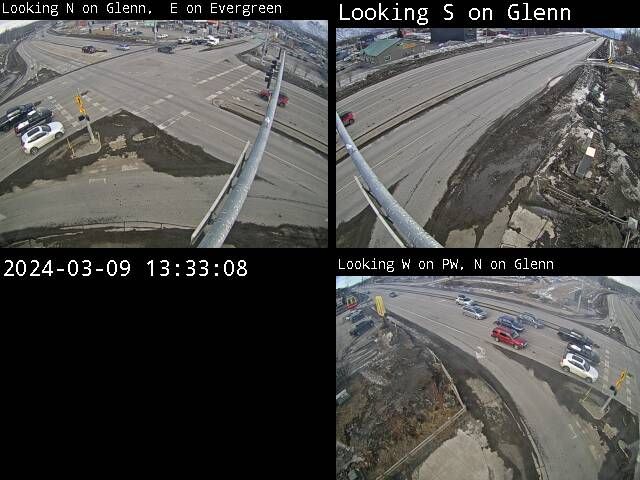 Looking N on Glenn,  E on Evergreen
Looking S on Glenn
2024-03-09 13:33:08
Looking W on PW, N on Glenn